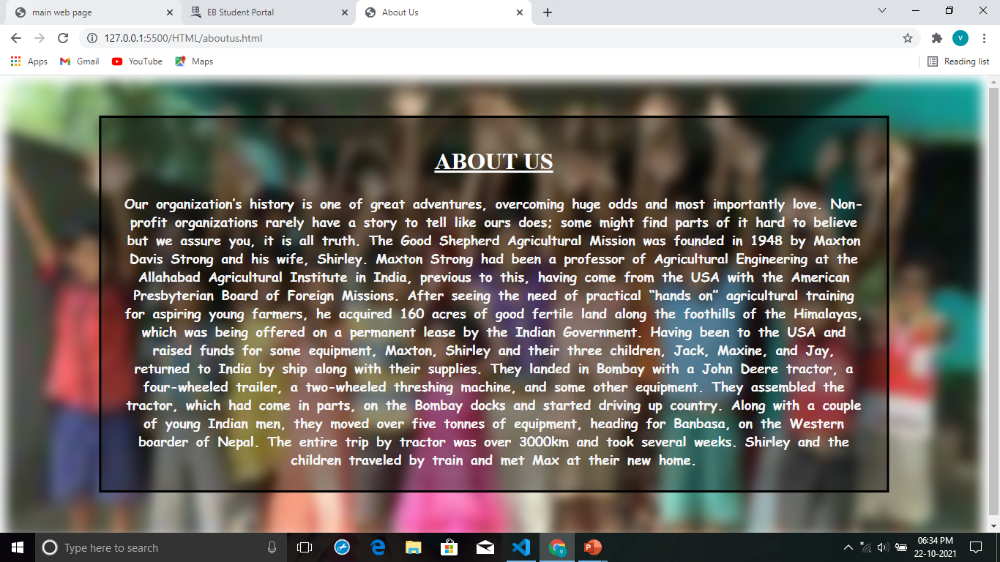 main web page
EB Student Portal
About Us
127.0.0.1:5500/HTML/aboutus.html
V
Apps
Gmail
YouTube
Maps
Reading list
ABOUT US
Our organization's history is one of great adventures, overcoming huge odds and most importantly love. Non-
profit organizations rarely have a story to tell like ours does; some might find parts of it hard to believe
but we assure you, it is all truth. The Good Shepherd Agricultural Mission was founded in 1948 by Maxton
Davis Strong and his wife, Shirley. Maxton Strong had been a professor of Agricultural Engineering at the
Allahabad Agricultural Institute in India, previous to this, having come from the USA with the American
Presbyterian Board of Foreign Missions. After seeing the need of practical “hands on” agricultural training
for aspiring young farmers, he acquired 160 acres of good fertile land along the foothills of the Himalayas,
which was being offered on a permanent lease by the Indian Government. Having been to the USA and
raised funds for some equipment, Maxton, Shirley and their three children, Jack, Maxine, and Jay,
returned to India by ship along with their supplies. They landed in Bombay with a John Deere tractor, a
four-wheeled trailer, a two-wheeled threshing machine, and some other equipment. They assembled the
tractor, which had come in parts, on the Bombay docks and started driving up country. Along with a couple
of young Indian men, they moved over five tonnes of equipment, heading for Banbasa, on the Western
boarder of Nepal. The entire trip by tractor was over 3000km and took several weeks. Shirley and the
children traveled by train and met Max at their new home.
Type here to search
06:34 PM
22-10-2021